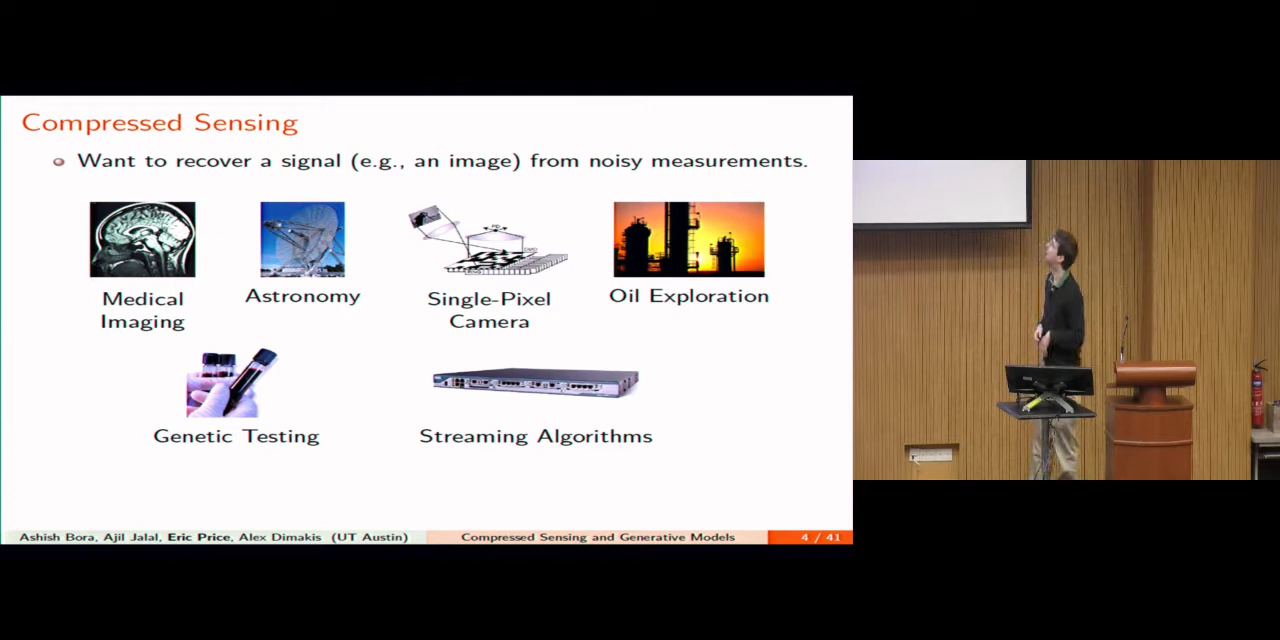 Compressed Sensing
Want to recover a signal (e.g., an image) from noisy measurements.
Medical
Imaging
Astronomy
Single-Pixel
Camera
Oil Exploration
Genetic Testing
Streaming Algorithms
Ashish Bora, Ajil Jalal, Eric Price, Alex Dimakis (UT Austin)
Compressed Sensing and Generative Models
4 / 41